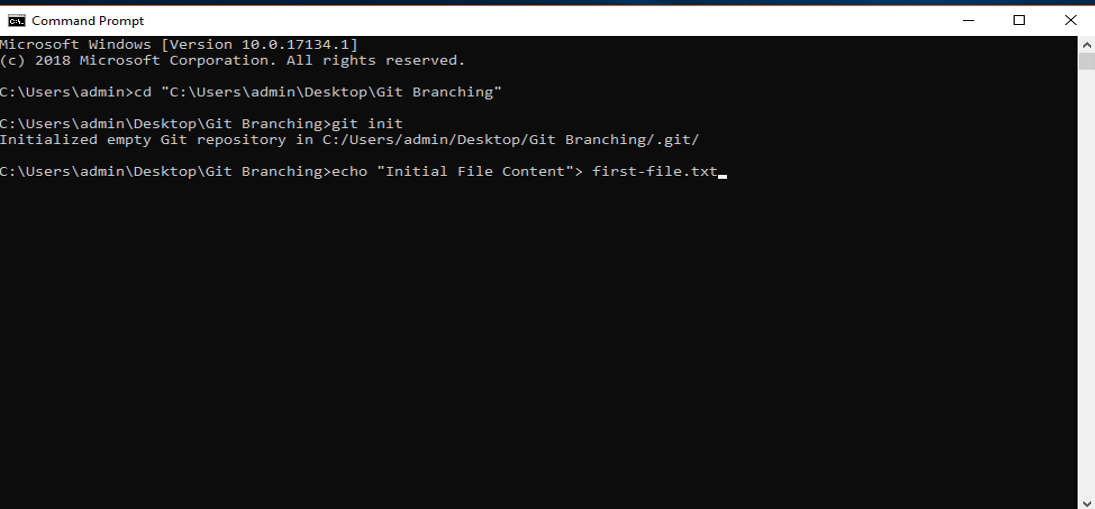 Command Prompt
Microsoft Windows [Version 10.0.17134.1]
(c) 2018 Microsoft Corporation. All rights reserved.
C:\Users\admin>cd "C:\Users\admin\Desktop\Git Branching"
C:\Users\admin\Desktop\Git Branching>git init
Initialized empty Git repository in C:/Users/admin/Desktop/Git Branching/.git/
C:\Users\admin\Desktop\Git Branching>echo "Initial File Content"> first-file.txt